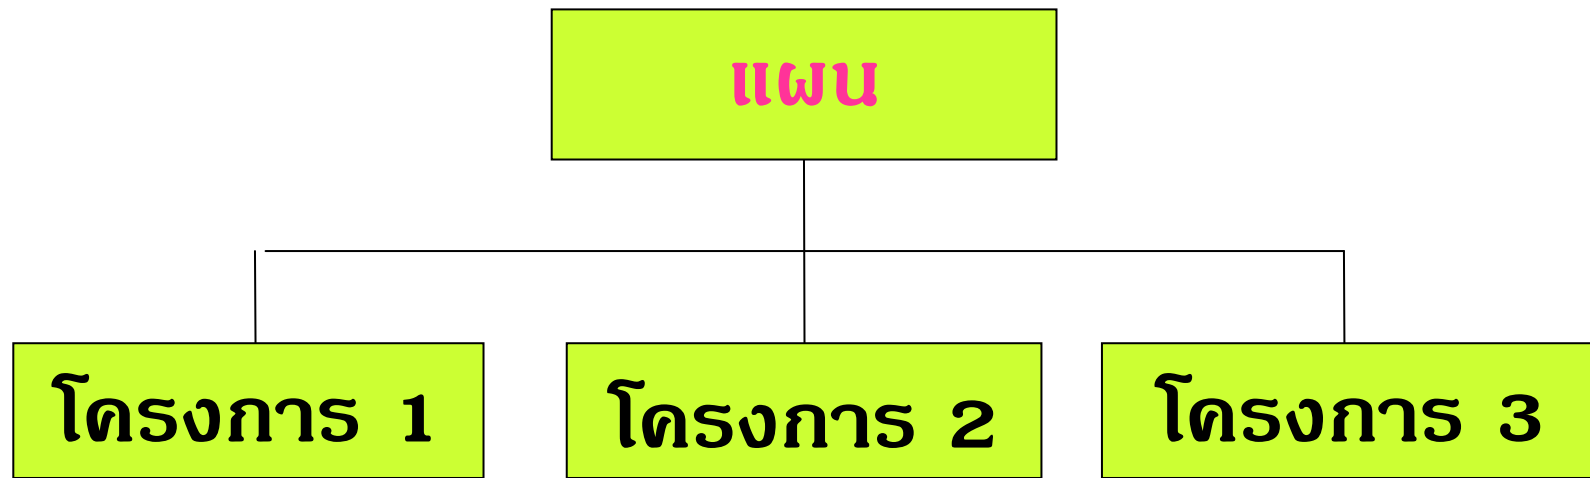 แผน
โครงการ 1
โครงการ 2
โครงการ 3